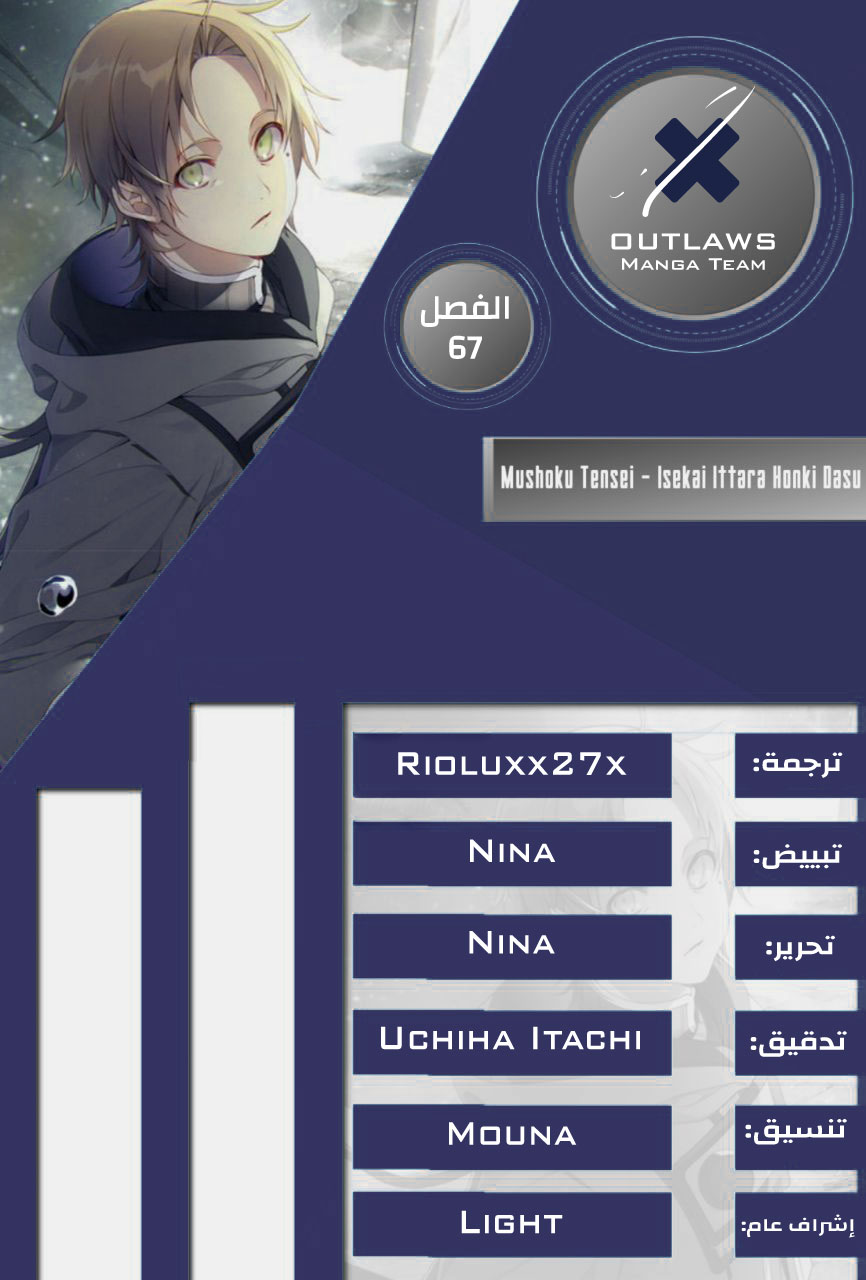 OUTLAWS
MANGA TEAM
الفصل
67
Mushoku Tensei - Isekai Ittara Honki Dasu
ترجمة: RIOLUXX27X
تبييض: NINA
تحرير: NINA
تدقيق: UCHIHA ITACHI
تنسيق: MOUNA
إشراف عام: LIGHT